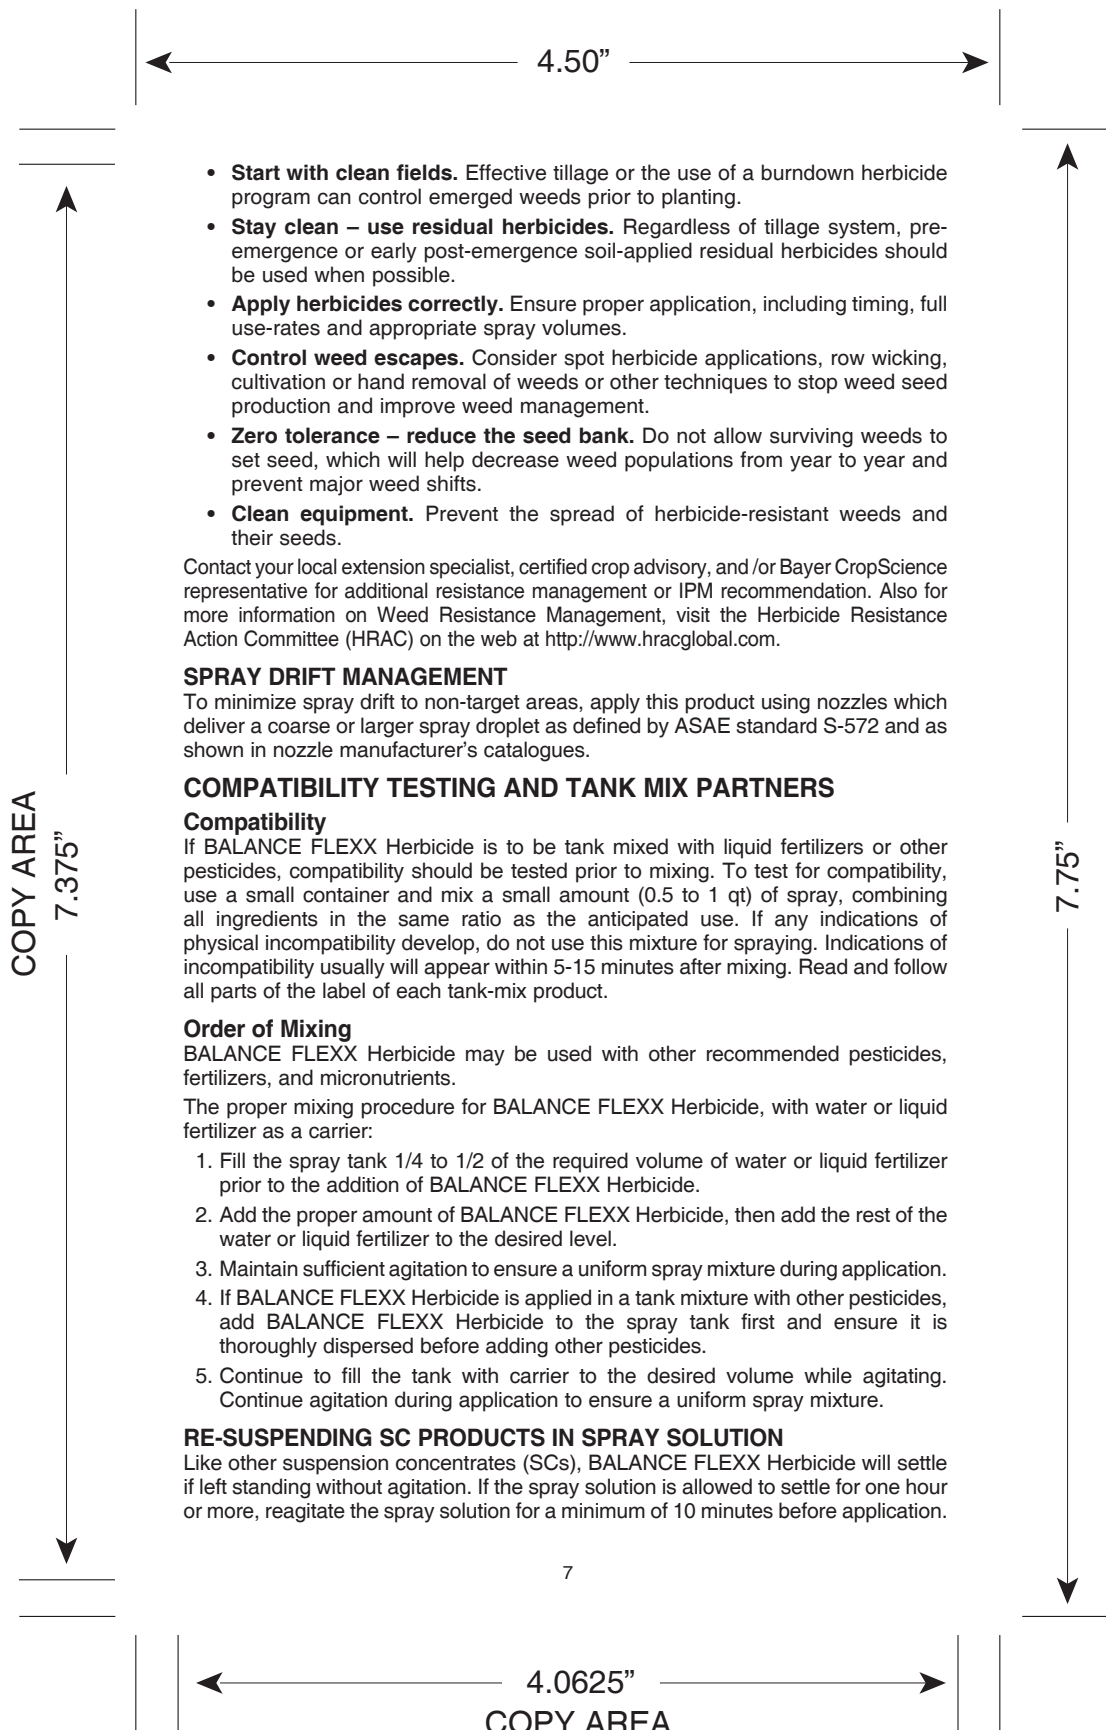 4.50”
• Start with clean fields. Effective tillage or the use of a burndown herbicide
program can control emerged weeds prior to planting.
• Stay clean – use residual herbicides. Regardless of tillage system, pre-
emergence or early post-emergence soil-applied residual herbicides should
be used when possible.
• Apply herbicides correctly. Ensure proper application, including timing, full
use-rates and appropriate spray volumes.
• Control weed escapes. Consider spot herbicide applications, row wicking,
cultivation or hand removal of weeds or other techniques to stop weed seed
production and improve weed management.
• Zero tolerance – reduce the seed bank. Do not allow surviving weeds to
set seed, which will help decrease weed populations from year to year and
prevent major weed shifts.
• Clean equipment. Prevent the spread of herbicide-resistant weeds and
their seeds.
Contact your local extension specialist, certified crop advisory, and /or Bayer CropScience
representative for additional resistance management or IPM recommendation. Also for
more information on Weed Resistance Management, visit the Herbicide Resistance
Action Committee (HRAC) on the web at http://www.hracglobal.com.
SPRAY DRIFT MANAGEMENT
To minimize spray drift to non-target areas, apply this product using nozzles which
deliver a coarse or larger spray droplet as defined by ASAE standard S-572 and as
shown in nozzle manufacturer’s catalogues.
COMPATIBILITY TESTING AND TANK MIX PARTNERS
Compatibility
If BALANCE FLEXX Herbicide is to be tank mixed with liquid fertilizers or other
pesticides, compatibility should be tested prior to mixing. To test for compatibility,
use a small container and mix a small amount (0.5 to 1 qt) of spray, combining
all ingredients in the same ratio as the anticipated use. If any indications of
physical incompatibility develop, do not use this mixture for spraying. Indications of
incompatibility usually will appear within 5-15 minutes after mixing. Read and follow
all parts of the label of each tank-mix product.
Order of Mixing
BALANCE FLEXX Herbicide may be used with other recommended pesticides,
fertilizers, and micronutrients.
The proper mixing procedure for BALANCE FLEXX Herbicide, with water or liquid
fertilizer as a carrier:
1. Fill the spray tank 1/4 to 1/2 of the required volume of water or liquid fertilizer
prior to the addition of BALANCE FLEXX Herbicide.
2. Add the proper amount of BALANCE FLEXX Herbicide, then add the rest of the
water or liquid fertilizer to the desired level.
3. Maintain sufficient agitation to ensure a uniform spray mixture during application.
4. If BALANCE FLEXX Herbicide is applied in a tank mixture with other pesticides,
add BALANCE FLEXX Herbicide to the spray tank first and ensure it is
thoroughly dispersed before adding other pesticides.
5. Continue to fill the tank with carrier to the desired volume while agitating.
Continue agitation during application to ensure a uniform spray mixture.
RE-SUSPENDING SC PRODUCTS IN SPRAY SOLUTION
Like other suspension concentrates (SCs), BALANCE FLEXX Herbicide will settle
if left standing without agitation. If the spray solution is allowed to settle for one hour
or more, reagitate the spray solution for a minimum of 10 minutes before application.
7
COPY AREA
7.375”
7.75”
4.0625”
COPY AREA